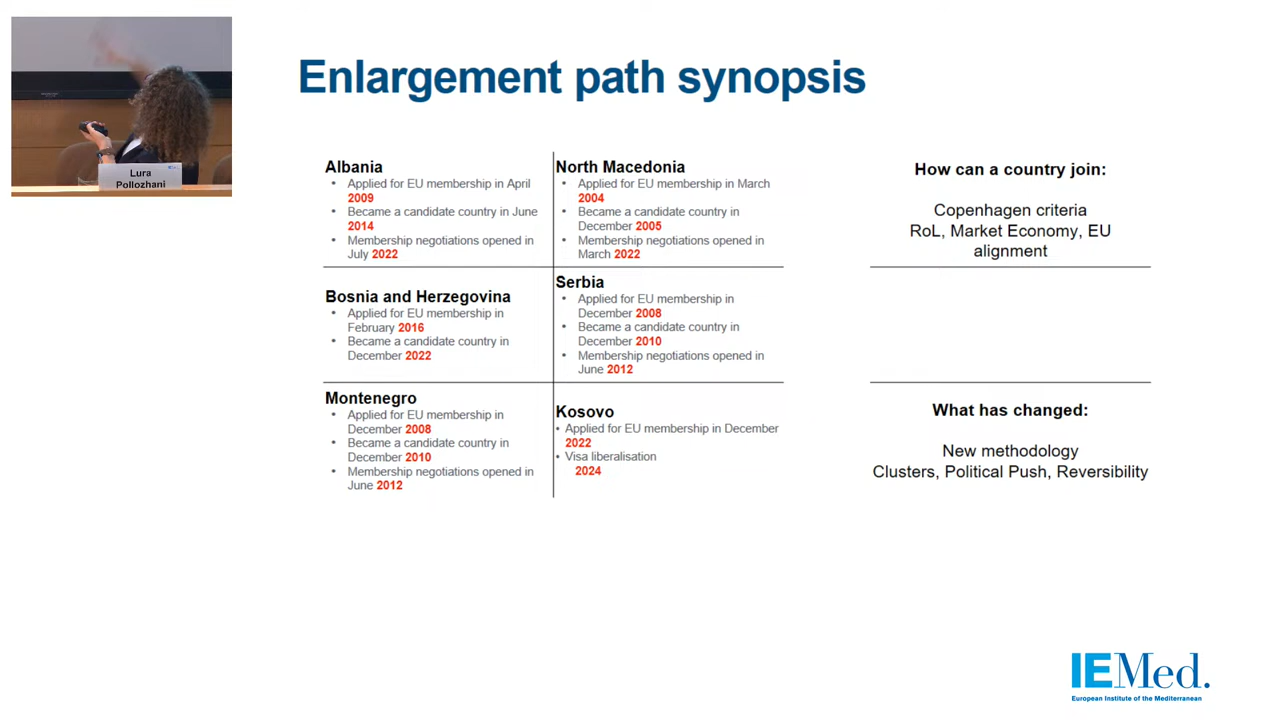 Enlargement path synopsis
Lura
Pollozhani
Albania
• Applied for EU membership in April
2009
• Became a candidate country in June
2014
• Membership negotiations opened in
July 2022
North Macedonia
• Applied for EU membership in March
2004
• Became a candidate country in
December 2005
• Membership negotiations opened in
March 2022
Bosnia and Herzegovina
• Applied for EU membership in
February 2016
• Became a candidate country in
December 2022
Serbia
• Applied for EU membership in
December 2008
• Became a candidate country in
December 2010
• Membership negotiations opened in
June 2012
Montenegro
• Applied for EU membership in
December 2008
• Became a candidate country in
December 2010
• Membership negotiations opened in
June 2012
Kosovo
• Applied for EU membership in December
2022
• Visa liberalisation
2024
How can a country join:
Copenhagen criteria
RoL, Market Economy, EU
alignment
What has changed:
New methodology
Clusters, Political Push, Reversibility
IEMed.
European Institute of the Mediterranean